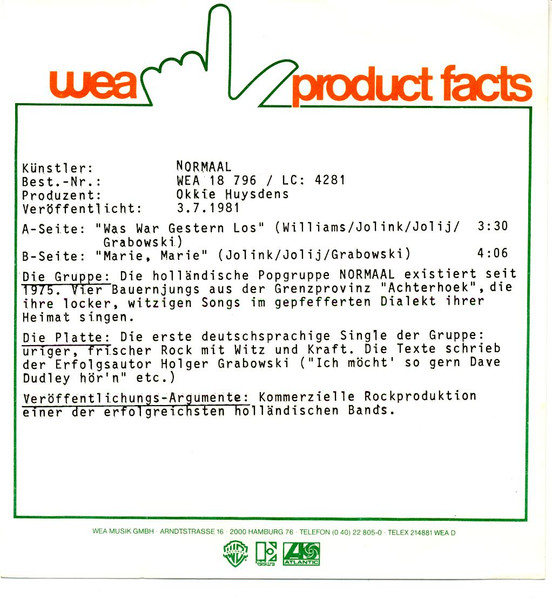 wea product facts
Künstler: NORMAAL
Best.-Nr.: WEA 18 796 / LC: 4281
Produzent: Okkie Huysdens
Veröffentlicht: 3.7.1981
A-Seite: "Was War Gestern Los" (Williams/Jolink/Jolij/ 3:30
Grabowski)
B-Seite: "Marie, Marie" (Jolink/Jolij/Grabowski) 4:06
Die Gruppe: Die holländische Popgruppe NORMAAL existiert seit
1975. Vier Bauernjungs aus der Grenzprovinz "Achterhoek", die
ihre locker, witzigen Songs im gepfefferten Dialekt ihrer
Heimat singen.
Die Platte: Die erste deutschsprachige Single der Gruppe:
uriger, frischer Rock mit Witz und Kraft. Die Texte schrieb
der Erfolgsautor Holger Grabowski ("Ich möcht' so gern Dave
Dudley hör'n" etc.)
Veröffentlichungs-Argumente: Kommerzielle Rockproduktion
einer der erfolgreichsten holländischen Bands.
WEA MUSIK GMBH · ARNDTSTRASSE 16 · 2000 HAMBURG 76 · TELEFON (0 40) 22 805-0 · TELEX 214881 WEA D
ATLANTIC